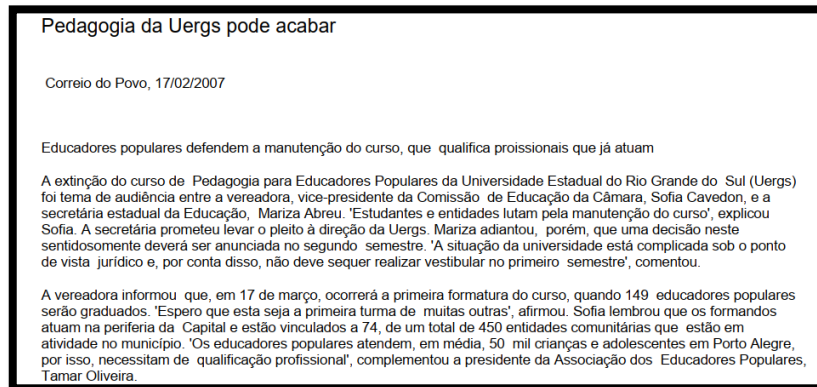 Pedagogia da Uergs pode acabar
Correio do Povo, 17/02/2007
Educadores populares defendem a manutenção do curso, que qualifica proissionais que já atuam
A extinção do curso de Pedagogia para Educadores Populares da Universidade Estadual do Rio Grande do Sul (Uergs)
foi tema de audiência entre a vereadora, vice-presidente da Comissão de Educação da Câmara, Sofia Cavedon, e a
secretária estadual da Educação, Mariza Abreu. 'Estudantes e entidades lutam pela manutenção do curso', explicou
Sofia. A secretária prometeu levar o pleito à direção da Uergs. Mariza adiantou, porém, que uma decisão neste
sentidosomente deverá ser anunciada no segundo semestre. 'A situação da universidade está complicada sob o ponto
de vista jurídico e, por conta disso, não deve sequer realizar vestibular no primeiro semestre', comentou.
A vereadora informou que, em 17 de março, ocorrerá a primeira formatura do curso, quando 149 educadores populares
serão graduados. 'Espero que esta seja a primeira turma de muitas outras', afirmou. Sofia lembrou que os formandos
atuam na periferia da Capital e estão vinculados a 74, de um total de 450 entidades comunitárias que estão em
atividade no município. 'Os educadores populares atendem, em média, 50 mil crianças e adolescentes em Porto Alegre,
por isso, necessitam de qualificação profissional', complementou a presidente da Associação dos Educadores Populares,
Tamar Oliveira.